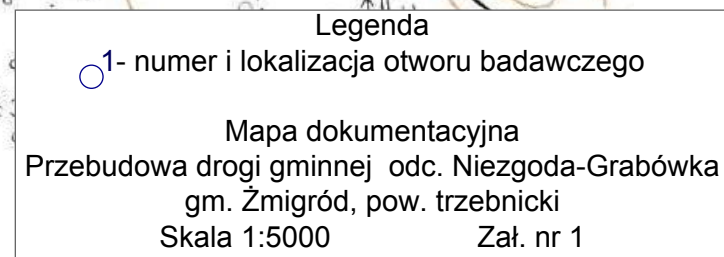 Legenda
1- numer i lokalizacja otworu badawczego
Mapa dokumentacyjna
Przebudowa drogi gminnej odc. Niezgoda-Grabówka
gm. Żmigród, pow. trzebnicki
Skala 1:5000 Zał. nr 1